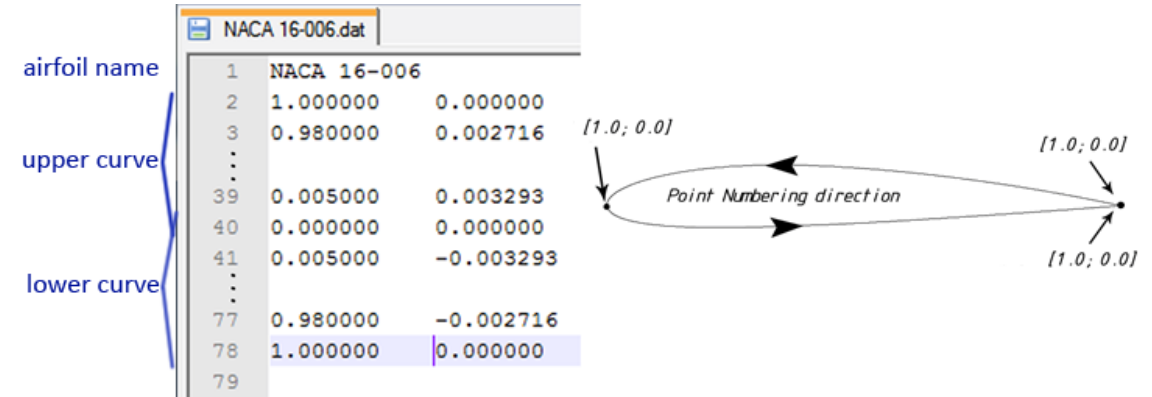 NACA 16-006.dat
airfoil name
1 NACA 16-006
2 1.000000 0.000000
3 0.980000 0.002716
upper curve
39 0.005000 0.003293
40 0.000000 0.000000
41 0.005000 -0.003293
lower curve
77 0.980000 -0.002716
78 1.000000 0.000000
79
[1.0; 0.0]
[1.0; 0.0]
Point Numbering direction
[1.0; 0.0]